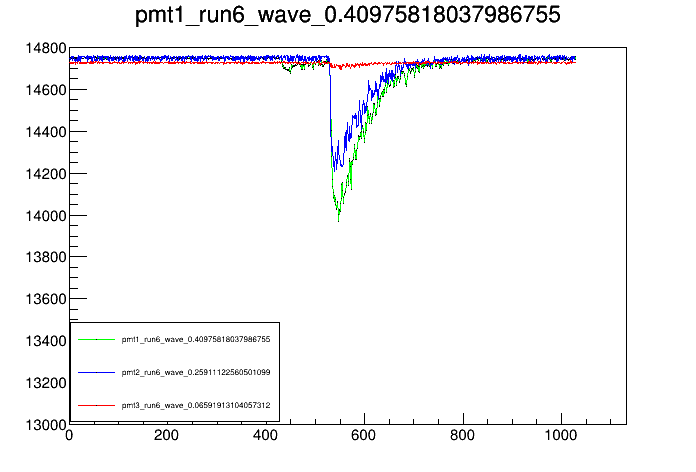 pmt1_run6_wave_0.40975818037986755
14800
14600
14400
14200
14000
13800
13600
13400
13200
13000
pmt1_run6_wave_0.40975818037986755
pmt2_run6_wave_0.25911122560501099
pmt3_run6_wave_0.06591913104057312
0 200 400 600 800 1000